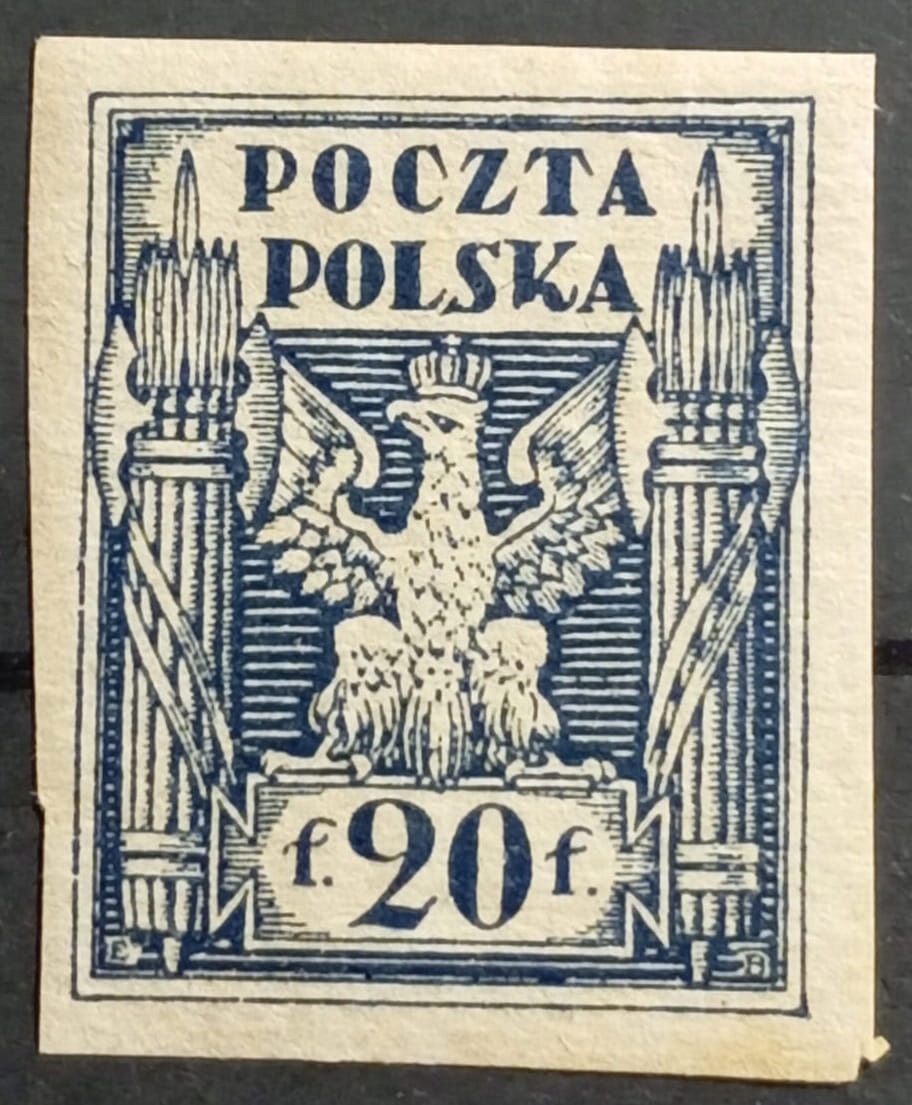 POCZTA
POLSKA
f. 20 f.
E B